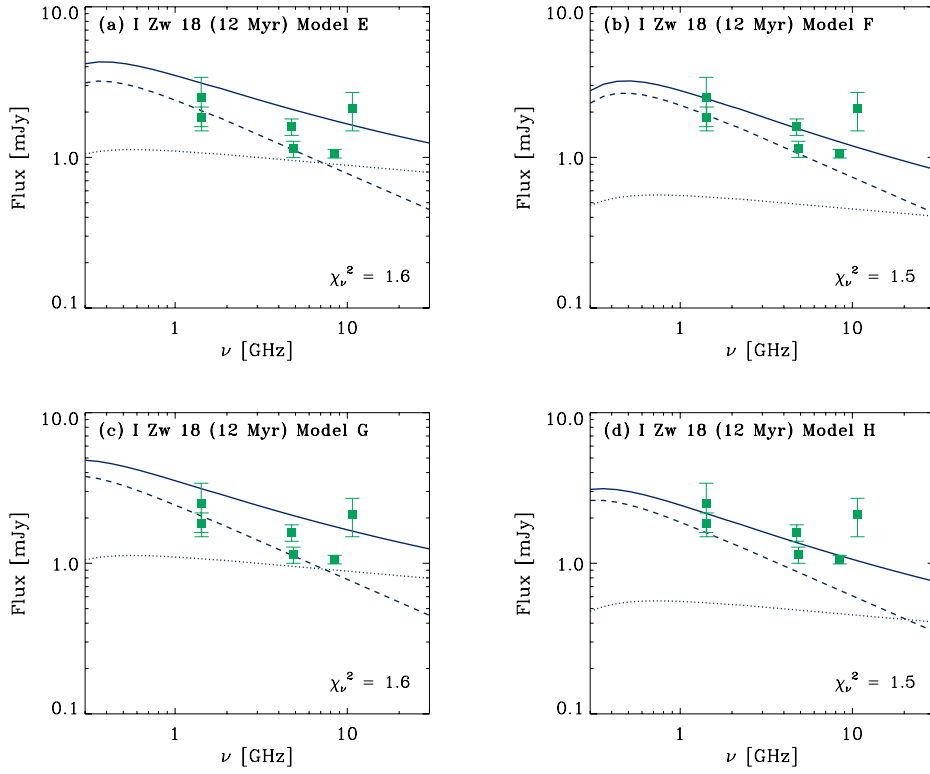 (a) I Zw 18 (12 Myr) Model E
10.0
1.0
0.1
Flux [mJy]
χν² = 1.6
1
10
ν [GHz]
(b) I Zw 18 (12 Myr) Model F
10.0
1.0
0.1
Flux [mJy]
χν² = 1.5
1
10
ν [GHz]
(c) I Zw 18 (12 Myr) Model G
10.0
1.0
0.1
Flux [mJy]
χν² = 1.6
1
10
ν [GHz]
(d) I Zw 18 (12 Myr) Model H
10.0
1.0
0.1
Flux [mJy]
χν² = 1.5
1
10
ν [GHz]